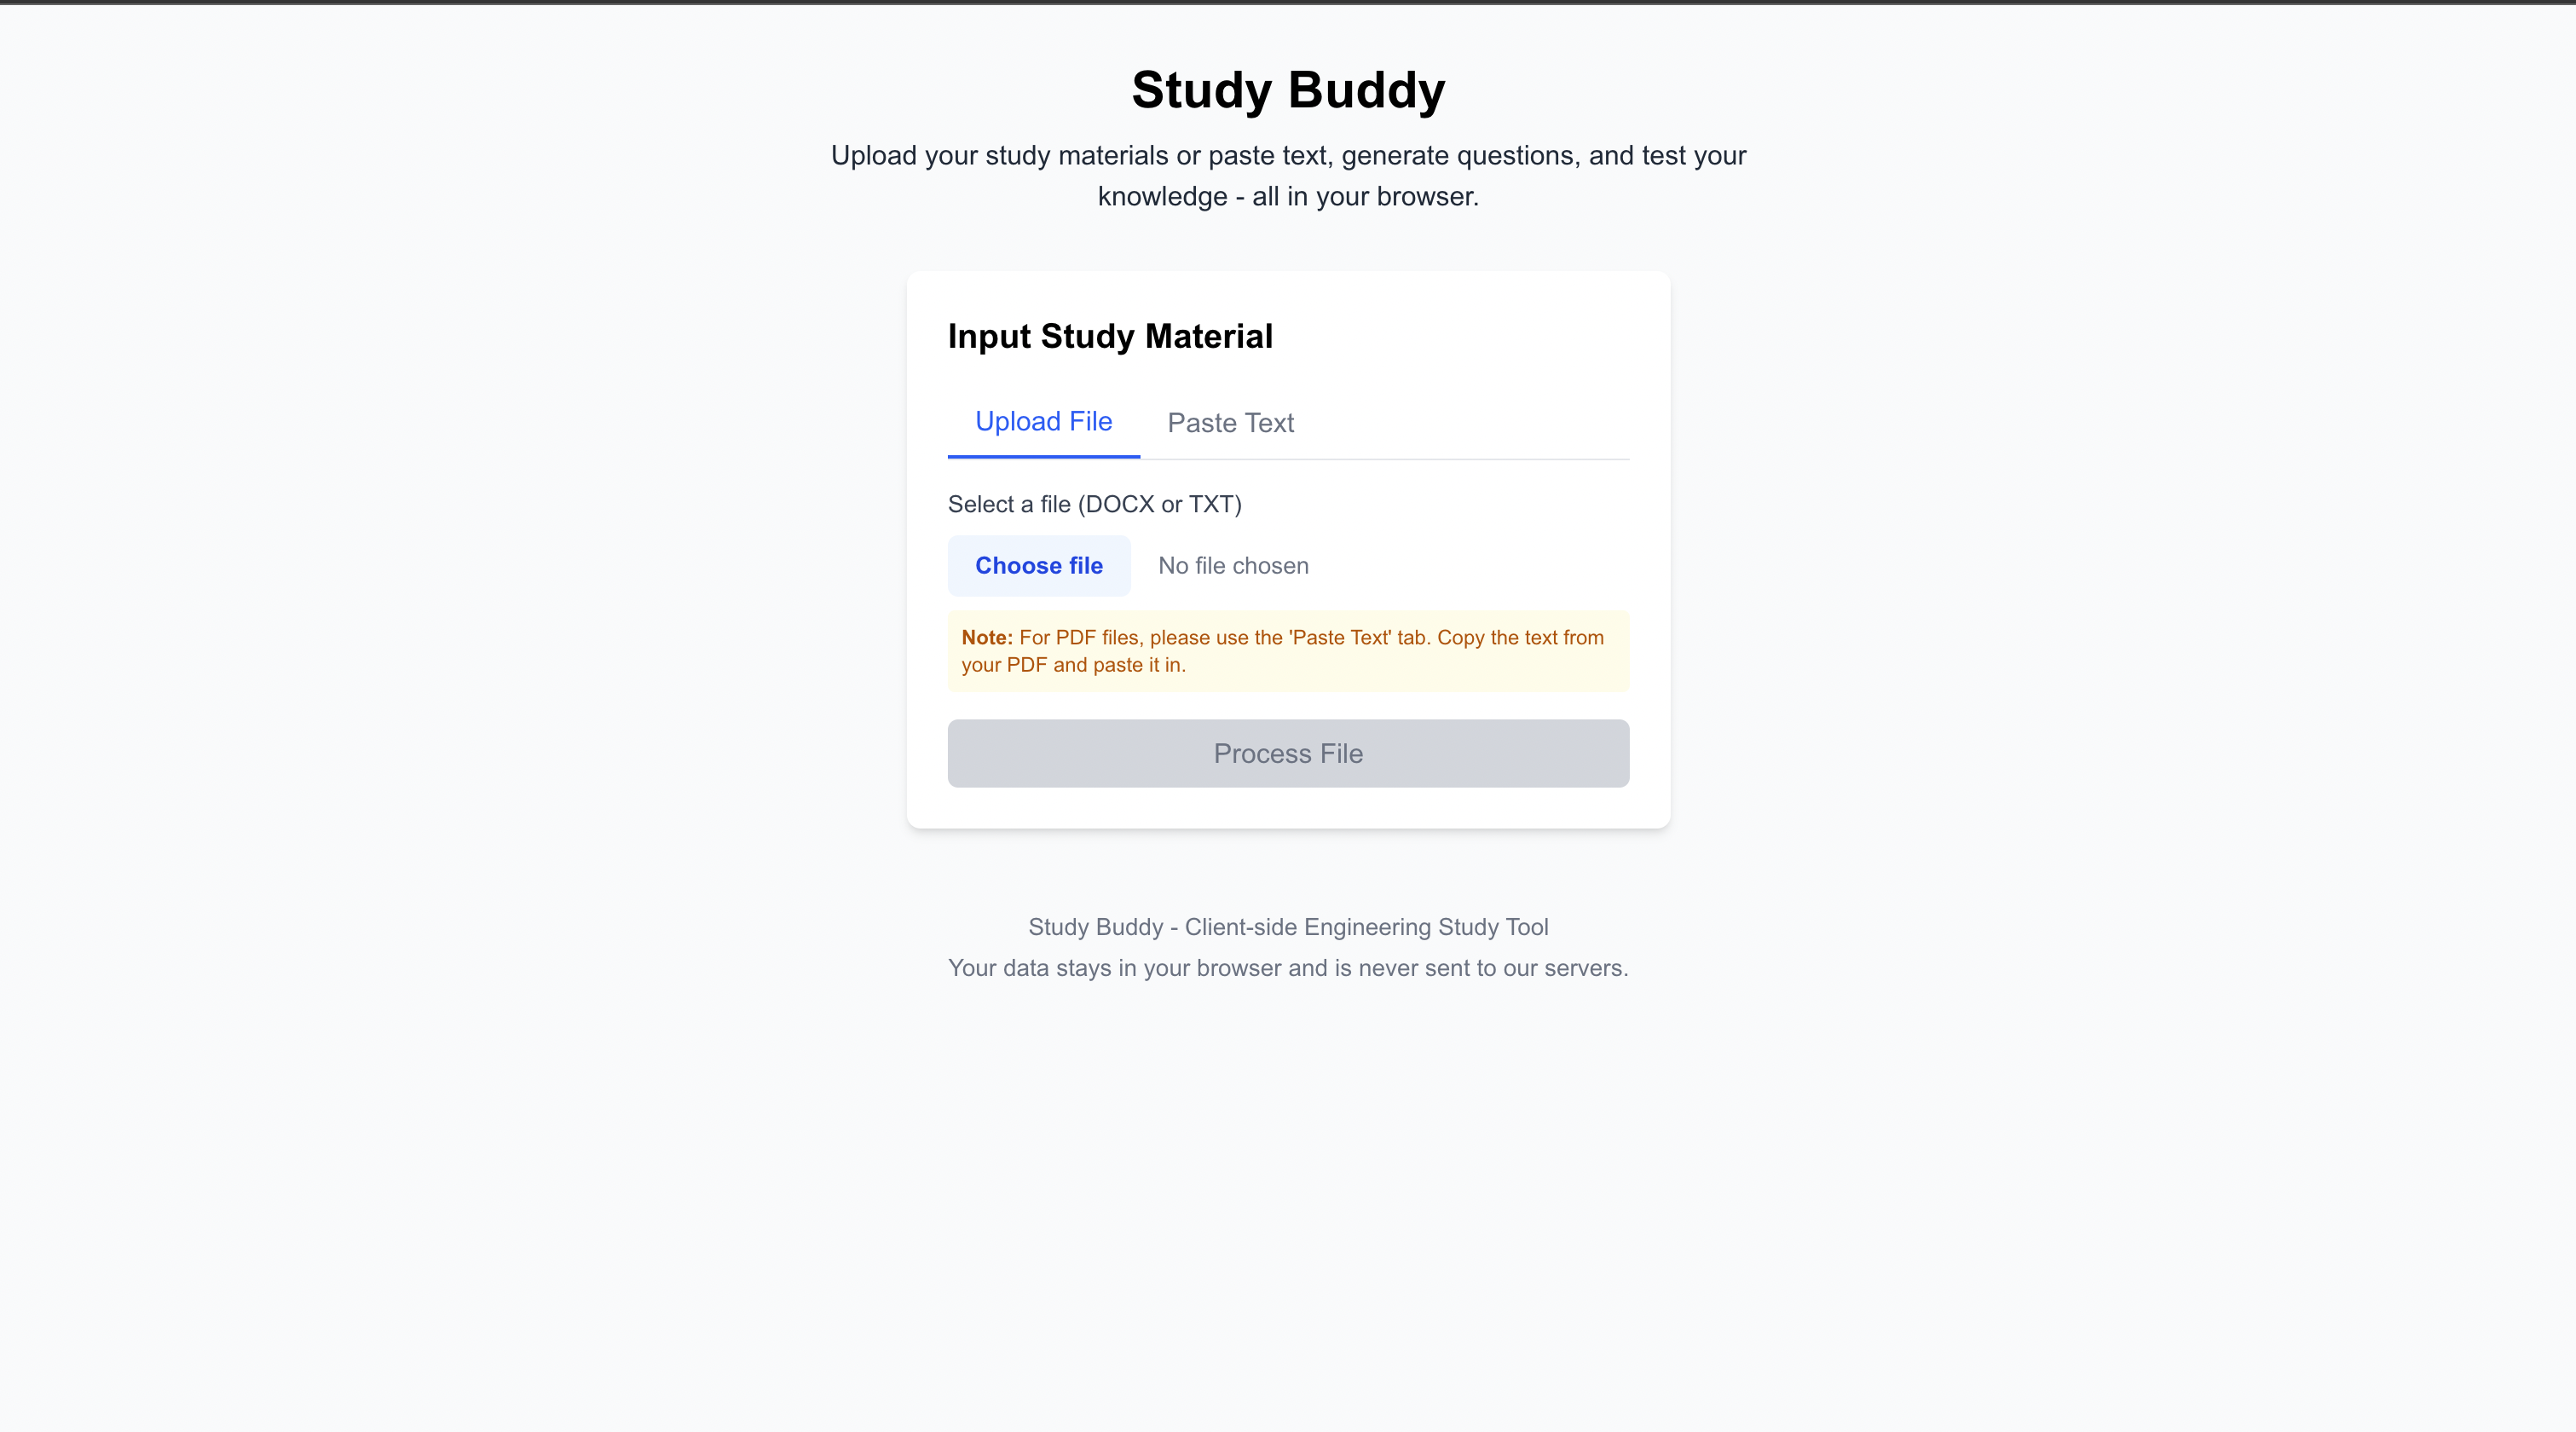 Study Buddy
Upload your study materials or paste text, generate questions, and test your
knowledge - all in your browser.
Input Study Material
Upload File
Paste Text
Select a file (DOCX or TXT)
Choose file
No file chosen
Note: For PDF files, please use the 'Paste Text' tab. Copy the text from
your PDF and paste it in.
Process File
Study Buddy - Client-side Engineering Study Tool
Your data stays in your browser and is never sent to our servers.